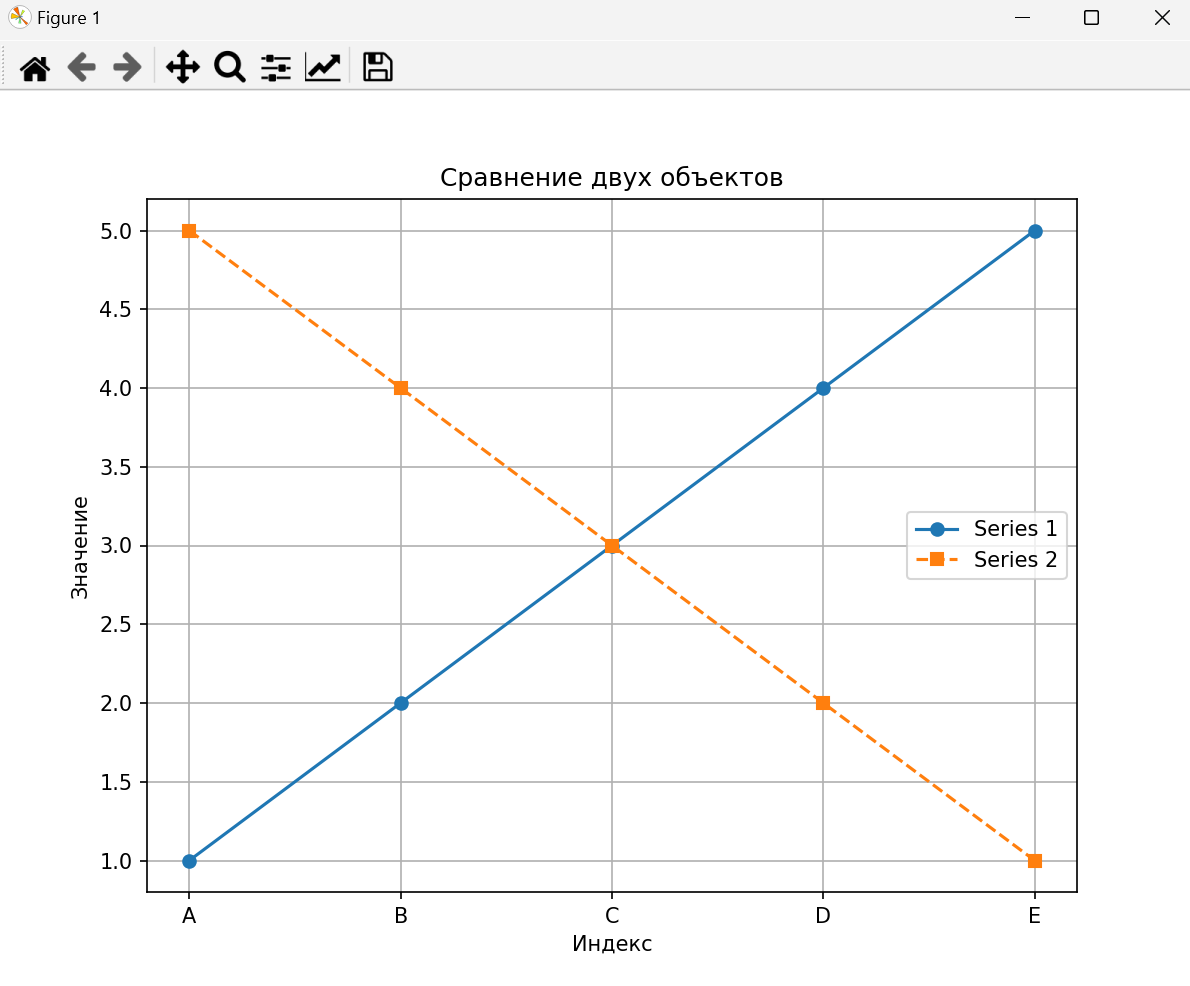 Figure 1
Сравнение двух объектов
5.0
4.5
4.0
3.5
3.0
2.5
2.0
1.5
1.0
Значение
Series 1
Series 2
A B C D E
Индекс